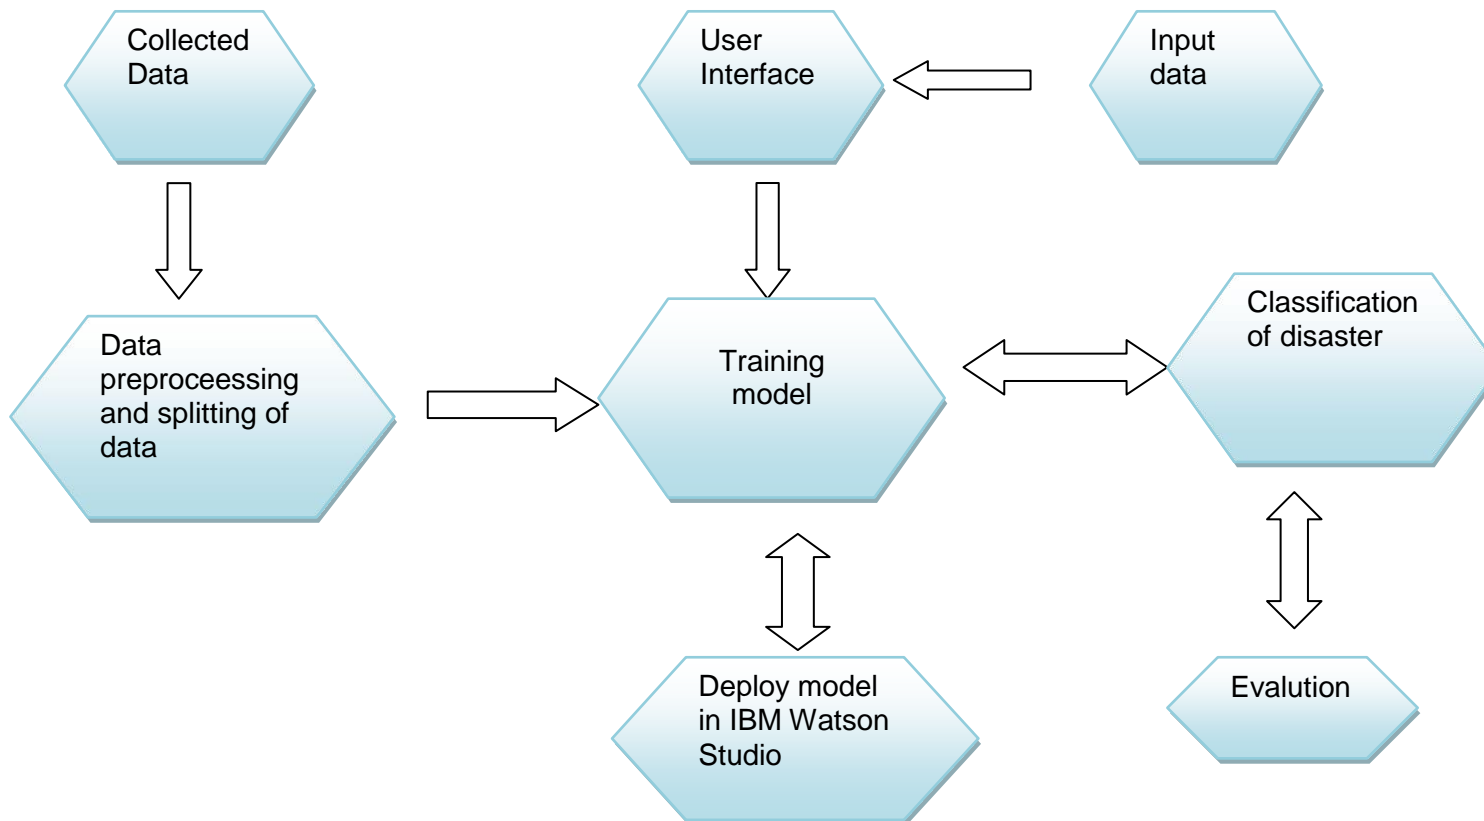 Collected
Data
User
Interface
Input
data
Data
preproceessing
and splitting of
data
Training
model
Classification
of disaster
Deploy model
in IBM Watson
Studio
Evalution